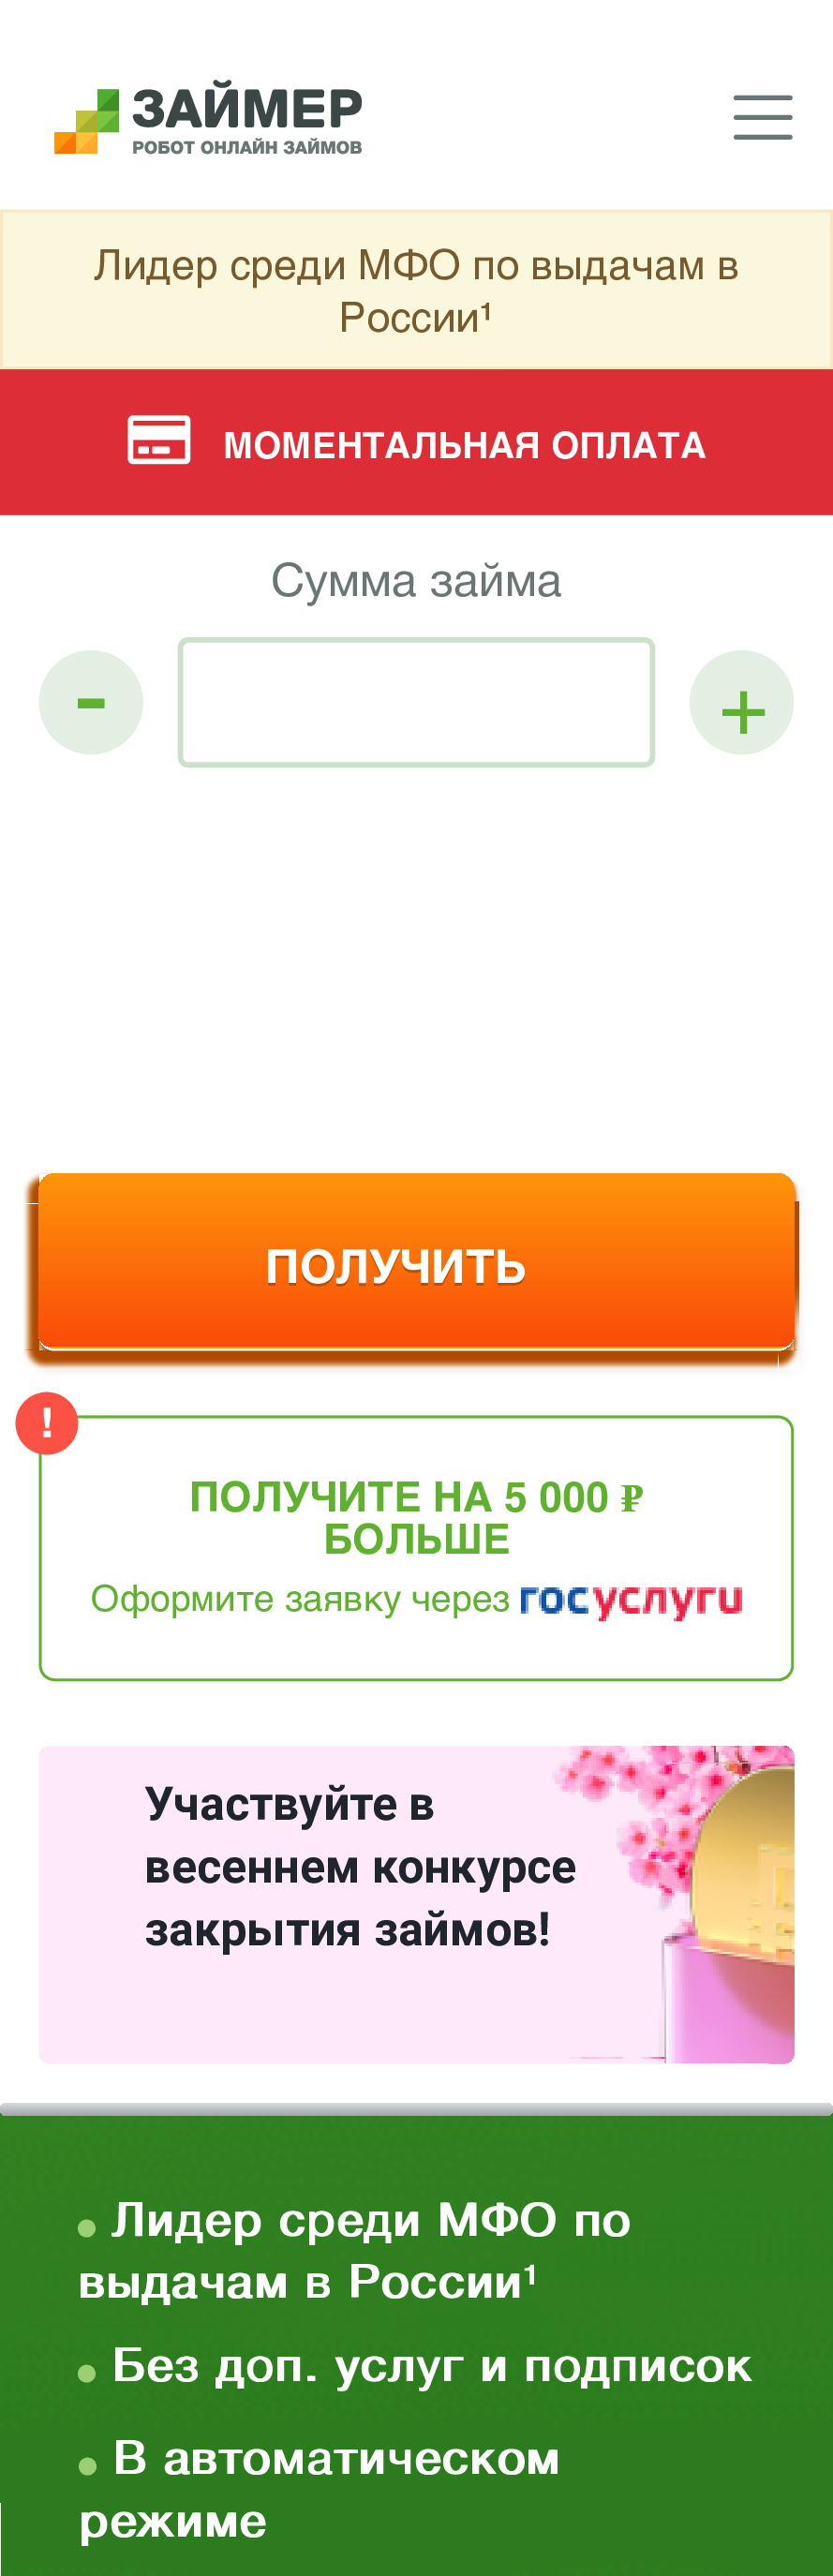 ЗАЙМЕР
РОБОТ ОНЛАЙН ЗАЙМОВ
Лидер среди МФО по выдачам в
России¹
МОМЕНТАЛЬНАЯ ОПЛАТА
Сумма займа
- +
ПОЛУЧИТЬ
!
ПОЛУЧИТЕ НА 5 000 ₽
БОЛЬШЕ
Оформите заявку через госуслуги
Участвуйте в
весеннем конкурсе
закрытия займов!
• Лидер среди МФО по
выдачам в России¹
• Без доп. услуг и подписок
• В автоматическом
режиме